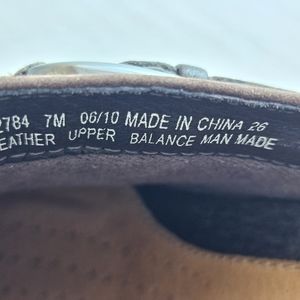 2784 7M 06/10 MADE IN CHINA 26
EATHER UPPER BALANCE MAN MADE